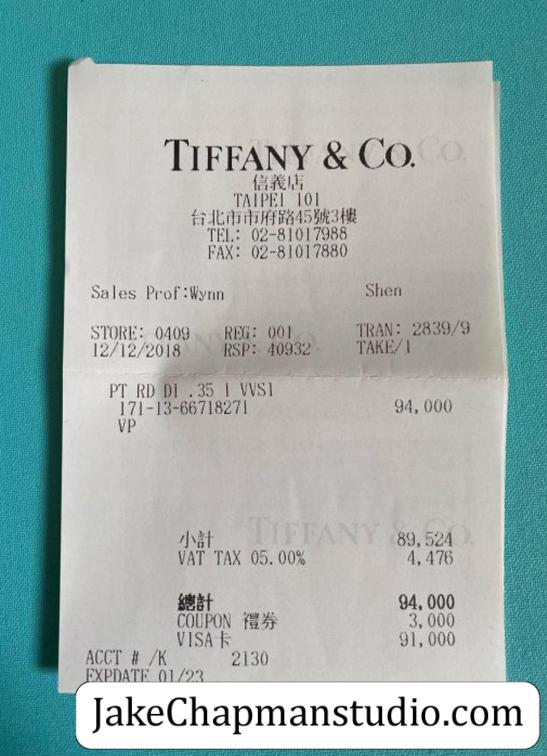 TIFFANY & CO.
信義店
TAIPEI 101
台北市市府路45號3樓
TEL: 02-81017988
FAX: 02-81017880
Sales Prof:Wynn Shen
STORE: 0409 REG: 001 TRAN: 2839/9
12/12/2018 RSP: 40932 TAKE/1
PT RD DI .35 I VVS1
171-13-66718271 94,000
VP
小計 89,524
VAT TAX 05.00% 4,476
總計 94,000
COUPON 禮券 3,000
VISA卡 91,000
ACCT # /K 2130
EXPDATE 01/23
JakeChapmanstudio.com